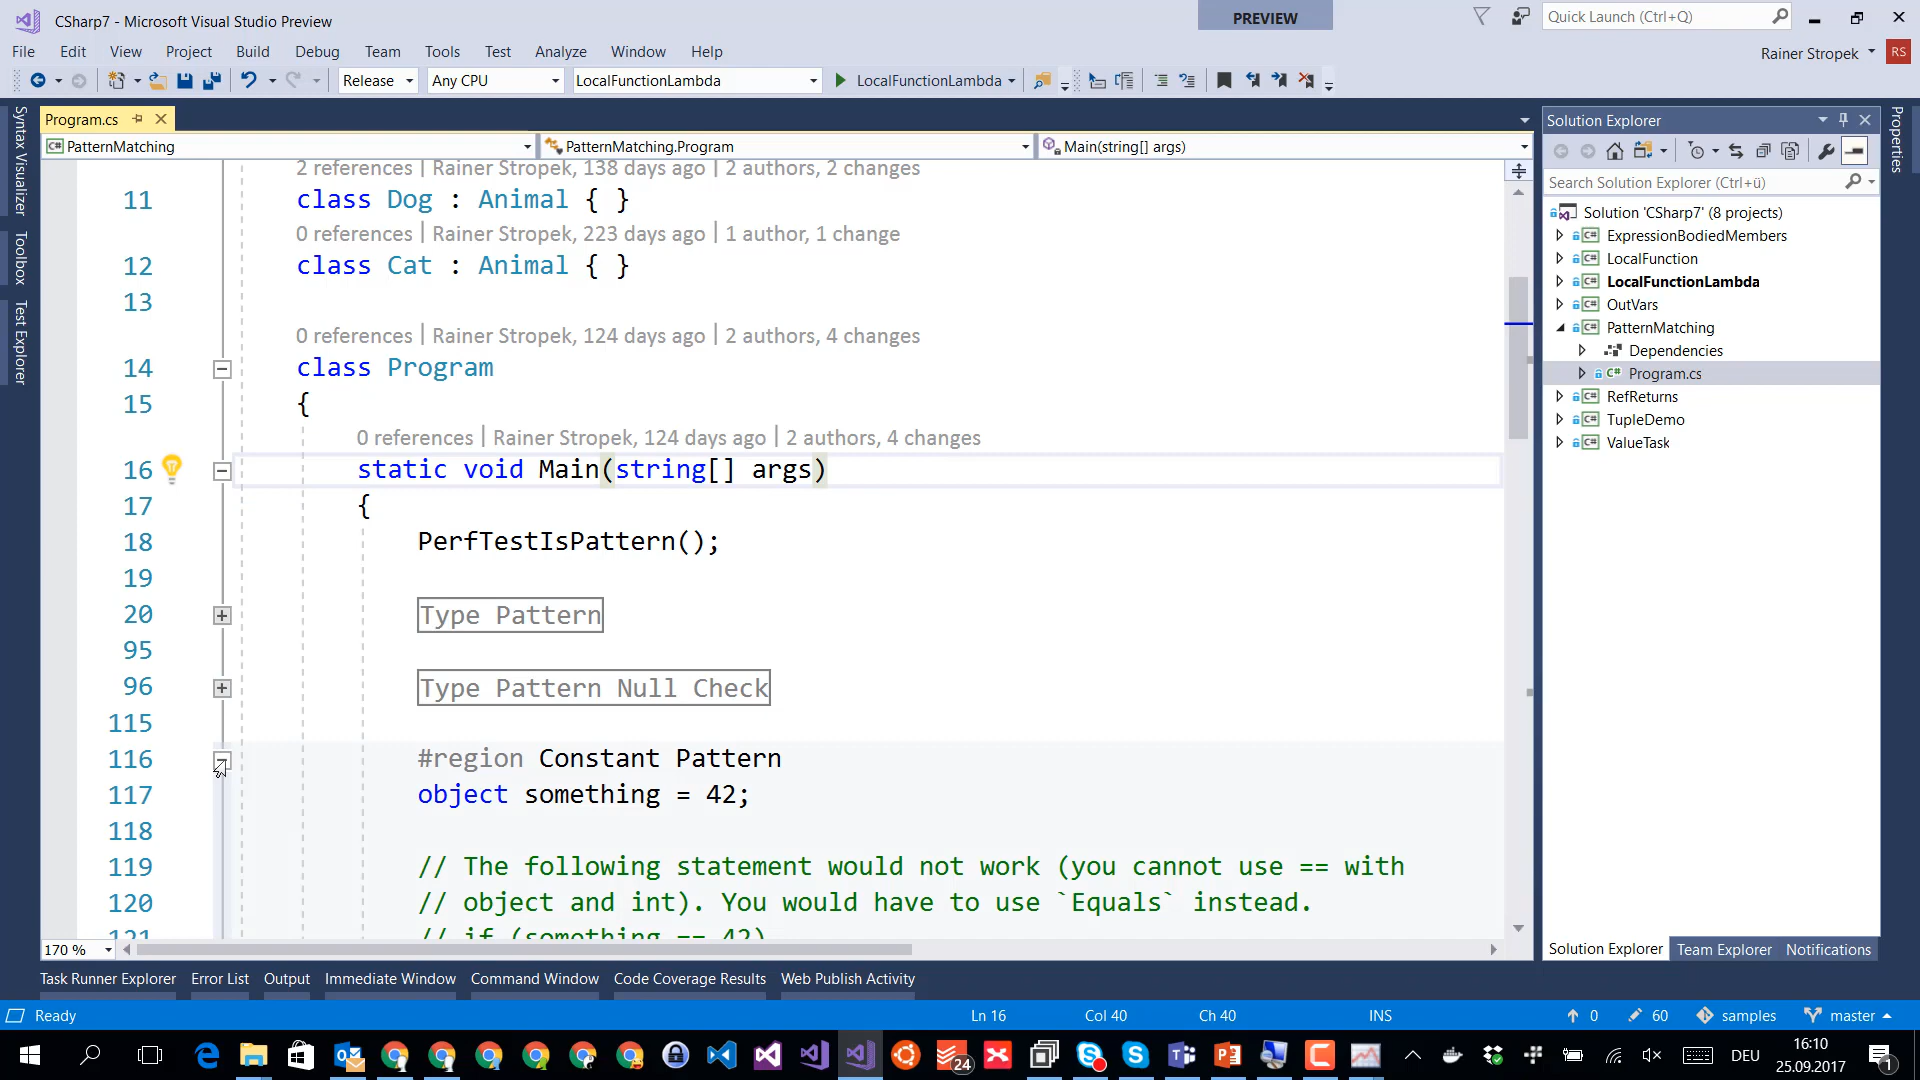 CSharp7 - Microsoft Visual Studio Preview
PREVIEW
Quick Launch (Ctrl+Q)
File Edit View Project Build Debug Team Tools Test Analyze Window Help
Rainer Stropek RS
Release Any CPU LocalFunctionLambda LocalFunctionLambda
Syntax Visualizer
Toolbox
Test Explorer
Program.cs
PatternMatching PatternMatching.Program Main(string[] args)
2 references | Rainer Stropek, 138 days ago | 2 authors, 2 changes
11 class Dog : Animal { }
0 references | Rainer Stropek, 223 days ago | 1 author, 1 change
12 class Cat : Animal { }
13
0 references | Rainer Stropek, 124 days ago | 2 authors, 4 changes
14 class Program
15 {
0 references | Rainer Stropek, 124 days ago | 2 authors, 4 changes
16 static void Main(string[] args)
17 {
18 PerfTestIsPattern();
19
20 Type Pattern
95
96 Type Pattern Null Check
115
116 #region Constant Pattern
117 object something = 42;
118
119 // The following statement would not work (you cannot use == with
120 // object and int). You would have to use `Equals` instead.
121 // if (something == 42)
170 %
Solution Explorer
Search Solution Explorer (Ctrl+ü)
Solution 'CSharp7' (8 projects)
C# ExpressionBodiedMembers
C# LocalFunction
C# LocalFunctionLambda
C# OutVars
C# PatternMatching
Dependencies
C# Program.cs
C# RefReturns
C# TupleDemo
C# ValueTask
Solution Explorer Team Explorer Notifications
Properties
Task Runner Explorer Error List Output Immediate Window Command Window Code Coverage Results Web Publish Activity
Ready Ln 16 Col 40 Ch 40 INS 0 60 samples master
24
DEU
16:10
25.09.2017
1